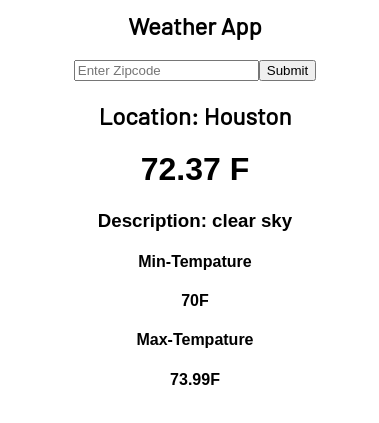 Weather App
Enter Zipcode Submit
Location: Houston
72.37 F
Description: clear sky
Min-Tempature
70F
Max-Tempature
73.99F